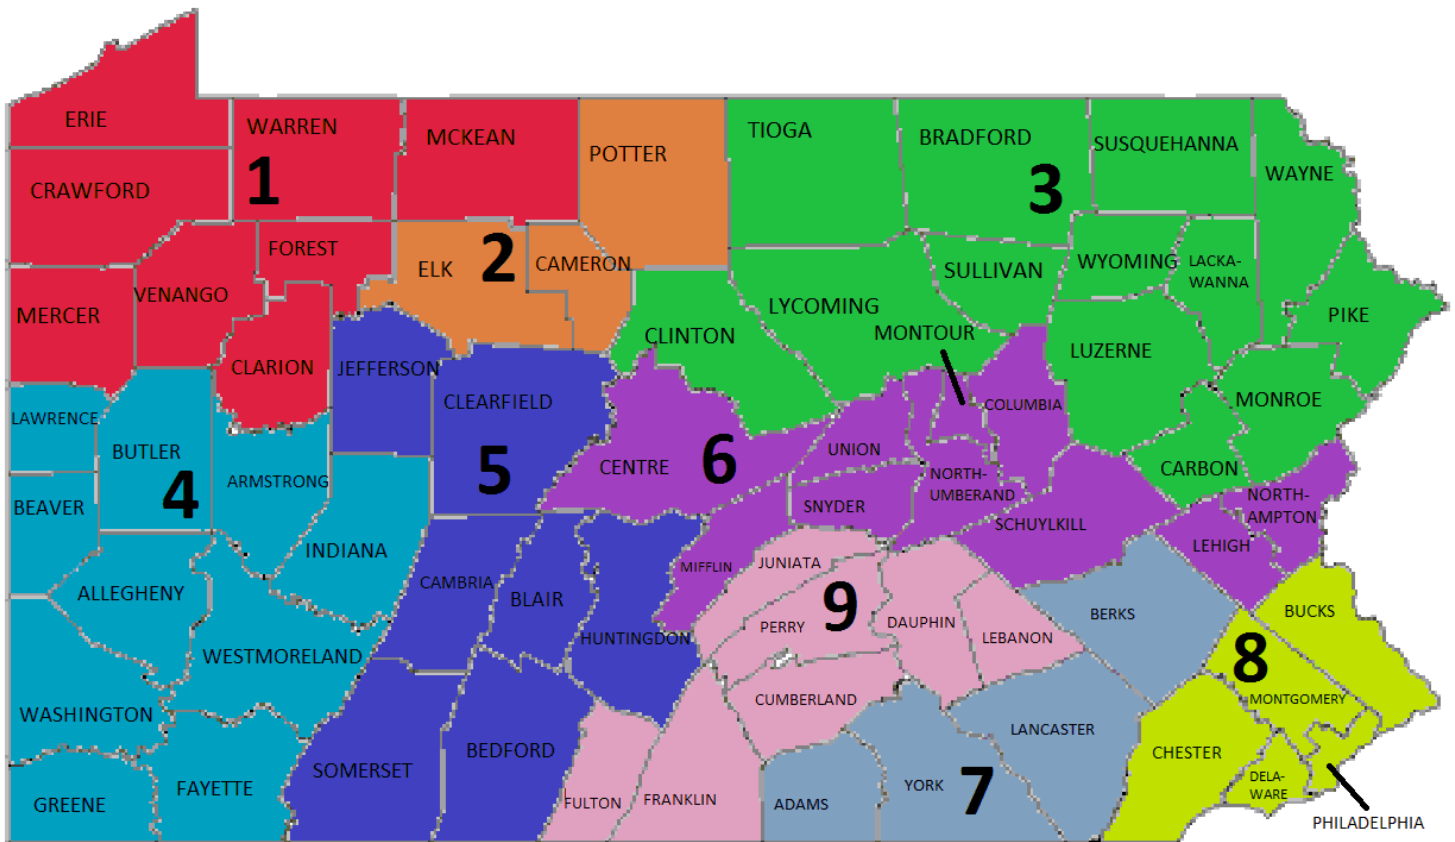 ERIE
WARREN
MCKEAN
POTTER
TIOGA
BRADFORD
SUSQUEHANNA
WAYNE
CRAWFORD
1
3
FOREST
ELK
2
CAMERON
SULLIVAN
WYOMING
LACKA-
WANNA
MERCER
VENANGO
LYCOMING
PIKE
CLINTON
MONTOUR
LUZERNE
CLARION
JEFFERSON
CLEARFIELD
COLUMBIA
MONROE
LAWRENCE
BUTLER
CENTRE
6
UNION
CARBON
BEAVER
4
ARMSTRONG
5
SNYDER
NORTH-
UMBERAND
NORTH-
AMPTON
SCHUYLKILL
LEHIGH
INDIANA
ALLEGHENY
CAMBRIA
BLAIR
MIFFLIN
JUNIATA
9
BERKS
BUCKS
HUNTINGDON
PERRY
DAUPHIN
LEBANON
WESTMORELAND
8
WASHINGTON
CUMBERLAND
MONTGOMERY
LANCASTER
BEDFORD
CHESTER
SOMERSET
GREENE
FAYETTE
FULTON
FRANKLIN
ADAMS
YORK
7
DELA-
WARE
PHILADELPHIA